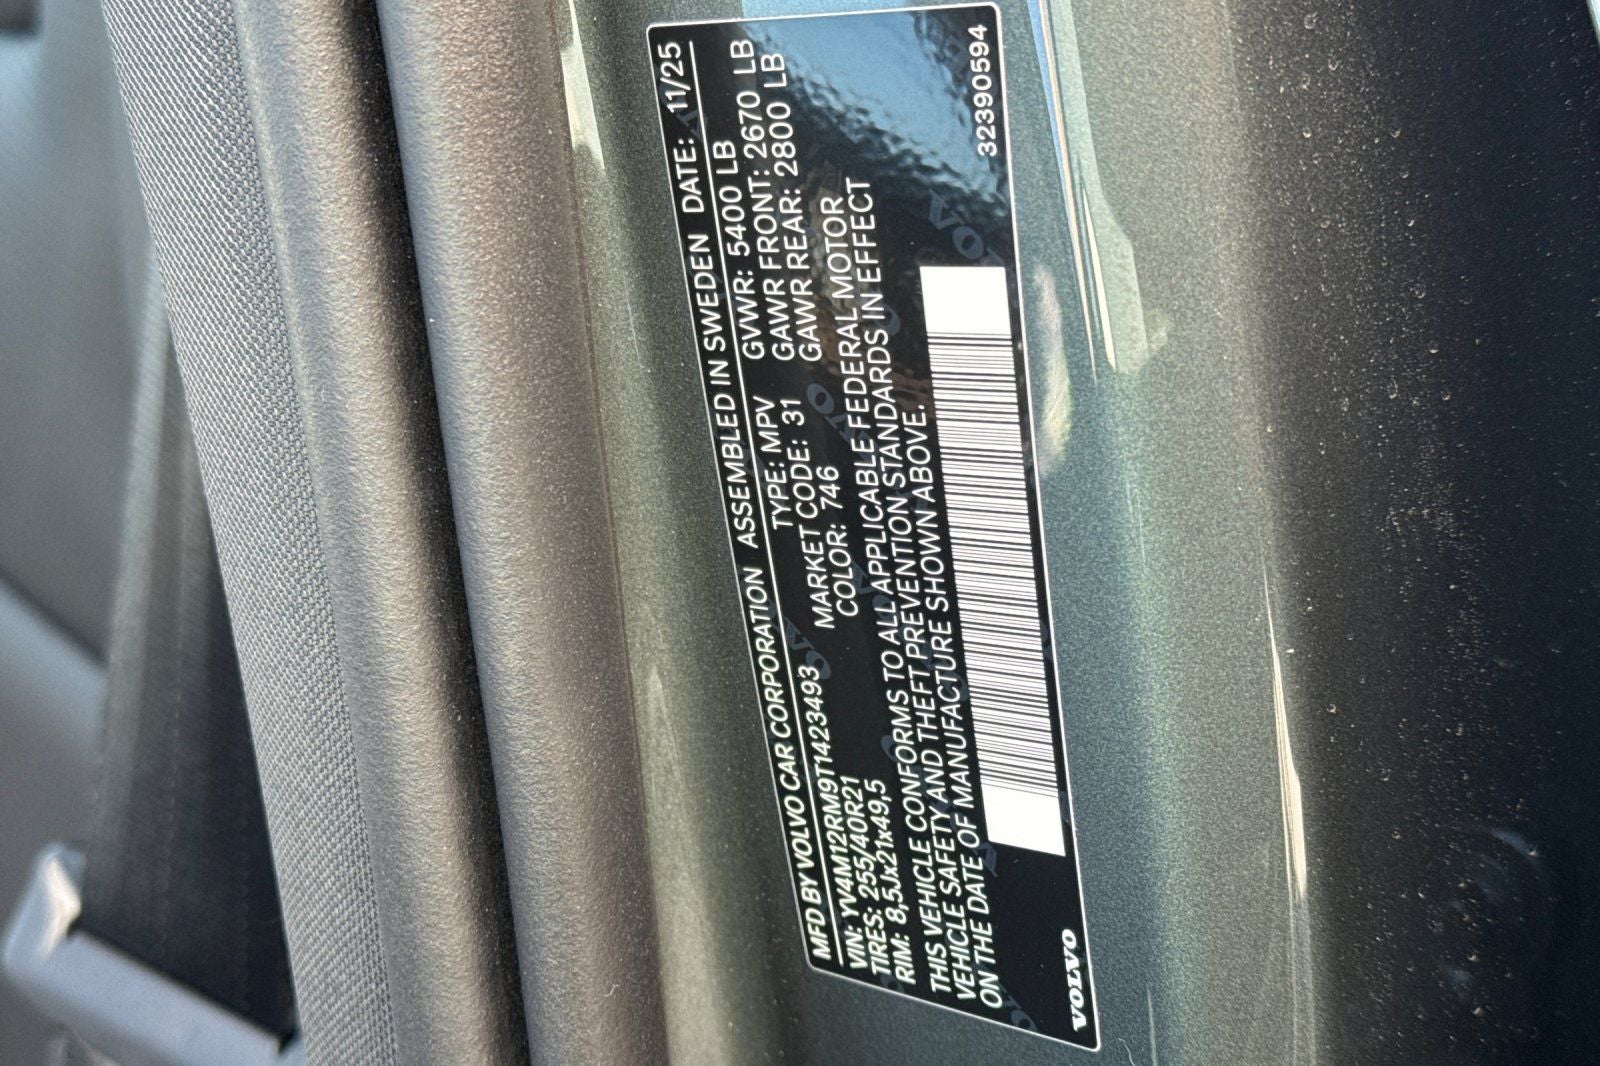 MFD BY VOLVO CAR CORPORATION ASSEMBLED IN SWEDEN DATE: 11/25
VIN: YV4M12RM9T1423493 TYPE: MPV GVWR: 5400 LB
TIRES: 255/40R21 MARKET CODE: 31 GAWR FRONT: 2670 LB
RIM: 8,5Jx21x49,5 COLOR: 746 GAWR REAR: 2800 LB
THIS VEHICLE CONFORMS TO ALL APPLICABLE FEDERAL MOTOR
VEHICLE SAFETY AND THEFT PREVENTION STANDARDS IN EFFECT
ON THE DATE OF MANUFACTURE SHOWN ABOVE.
VOLVO 32390594